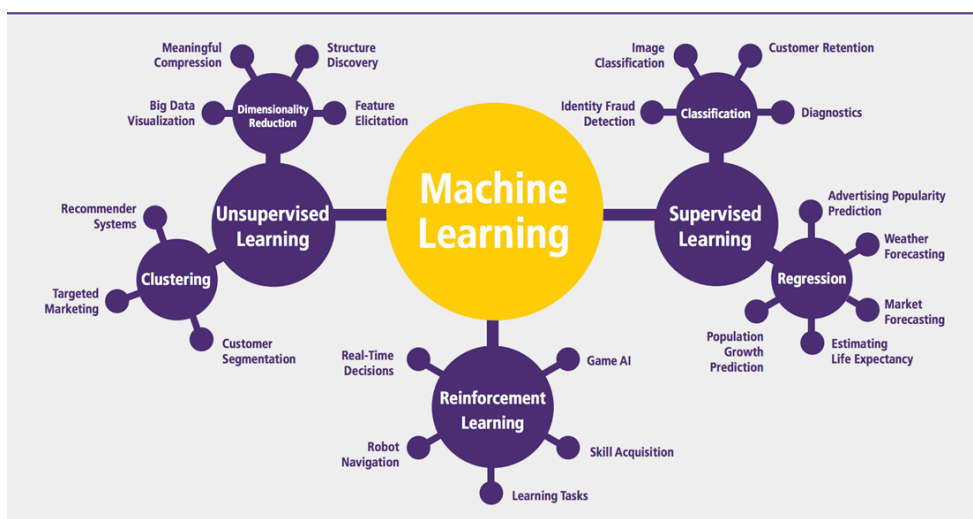 Machine
Learning
Unsupervised
Learning
Dimensionality
Reduction
Meaningful
Compression
Structure
Discovery
Big Data
Visualization
Feature
Elicitation
Clustering
Recommender
Systems
Targeted
Marketing
Customer
Segmentation
Supervised
Learning
Classification
Image
Classification
Customer Retention
Identity Fraud
Detection
Diagnostics
Regression
Advertising Popularity
Prediction
Weather
Forecasting
Market
Forecasting
Population
Growth
Prediction
Estimating
Life Expectancy
Reinforcement
Learning
Real-Time
Decisions
Game AI
Robot
Navigation
Skill Acquisition
Learning Tasks